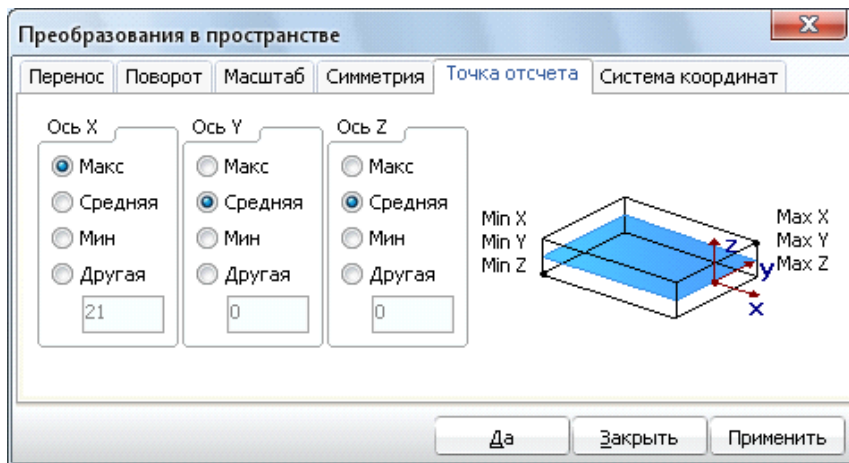 Преобразования в пространстве
Перенос Поворот Масштаб Симметрия Точка отсчета Система координат
Ось X
Макс
Средняя
Мин
Другая
21
Ось Y
Макс
Средняя
Мин
Другая
0
Ось Z
Макс
Средняя
Мин
Другая
0
Min X
Min Y
Min Z
z
y
x
Max X
Max Y
Max Z
Да Закрыть Применить